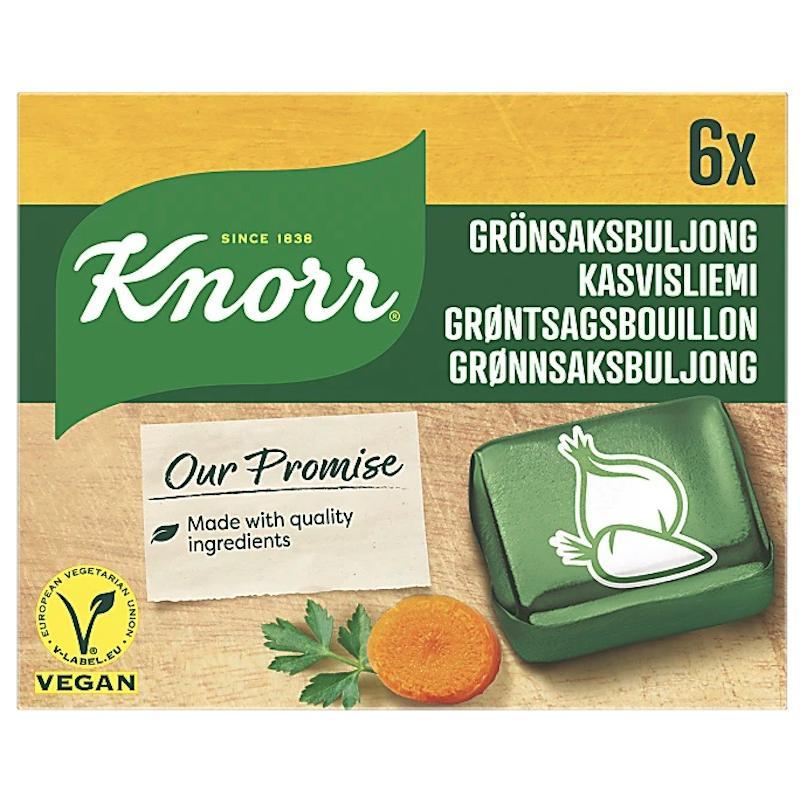 6x
SINCE 1838
Knorr®
GRÖNSAKSBULJONG
KASVISLIEMI
GRØNTSAGSBOUILLON
GRØNNSAKSBULJONG
Our Promise
Made with quality
ingredients
EUROPEAN VEGETARIAN UNION
V-LABEL.EU
®
VEGAN